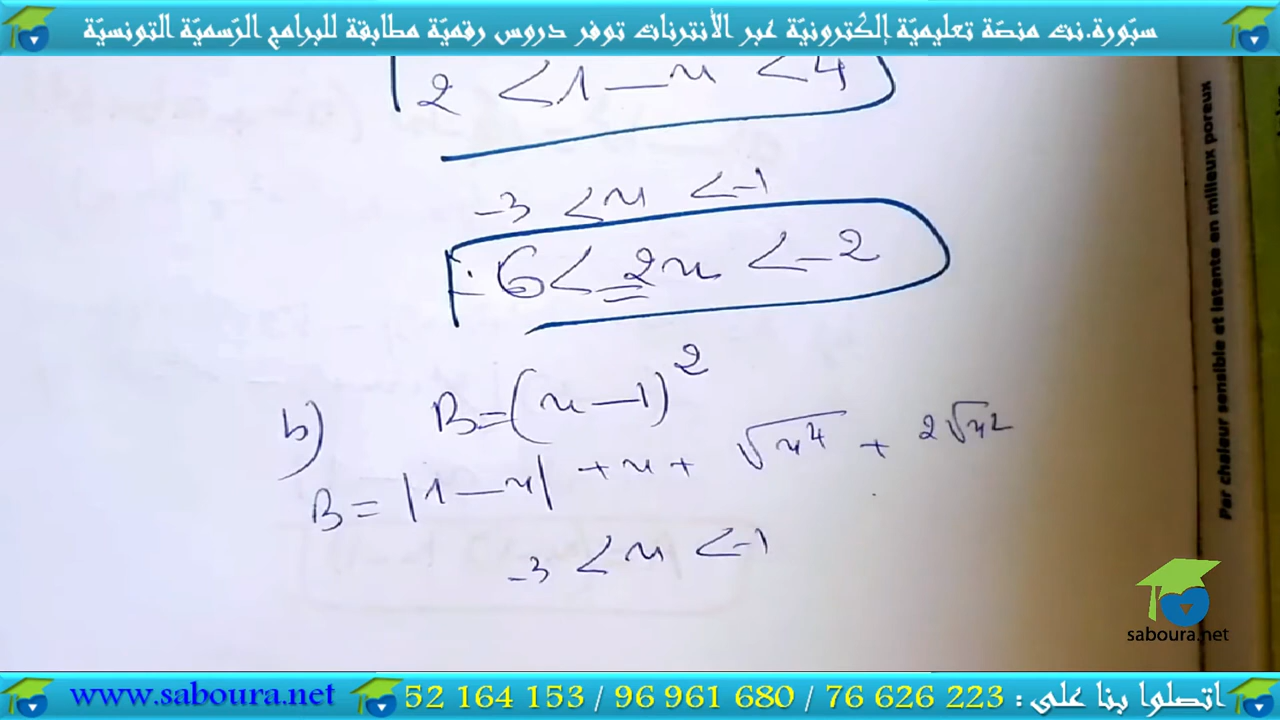 سبّورة.نت منصّة تعليميّة إلكترونيّة عبر الأنترنات توفر دروس رقميّة مطابقة للبرامج الرّسميّة التونسيّة
2 < 1 - x < 4
-3 < x < -1
-6 < 2x < -2
b) B = (x - 1)²
B = |1 - x| + x + √x⁴ + 2√x²
-3 < x < -1
Par chaleur sensible et latente en milieux poreux
saboura.net
www.saboura.net 52 164 153 / 96 961 680 / 76 626 223 : اتصلوا بنا على